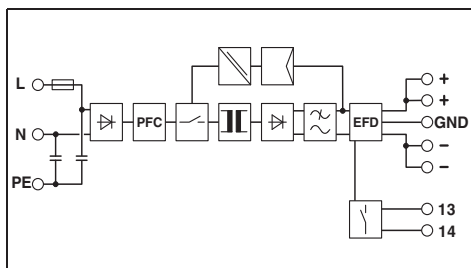 L
+
+
N
PFC
EFD
GND
–
–
PE
13
14